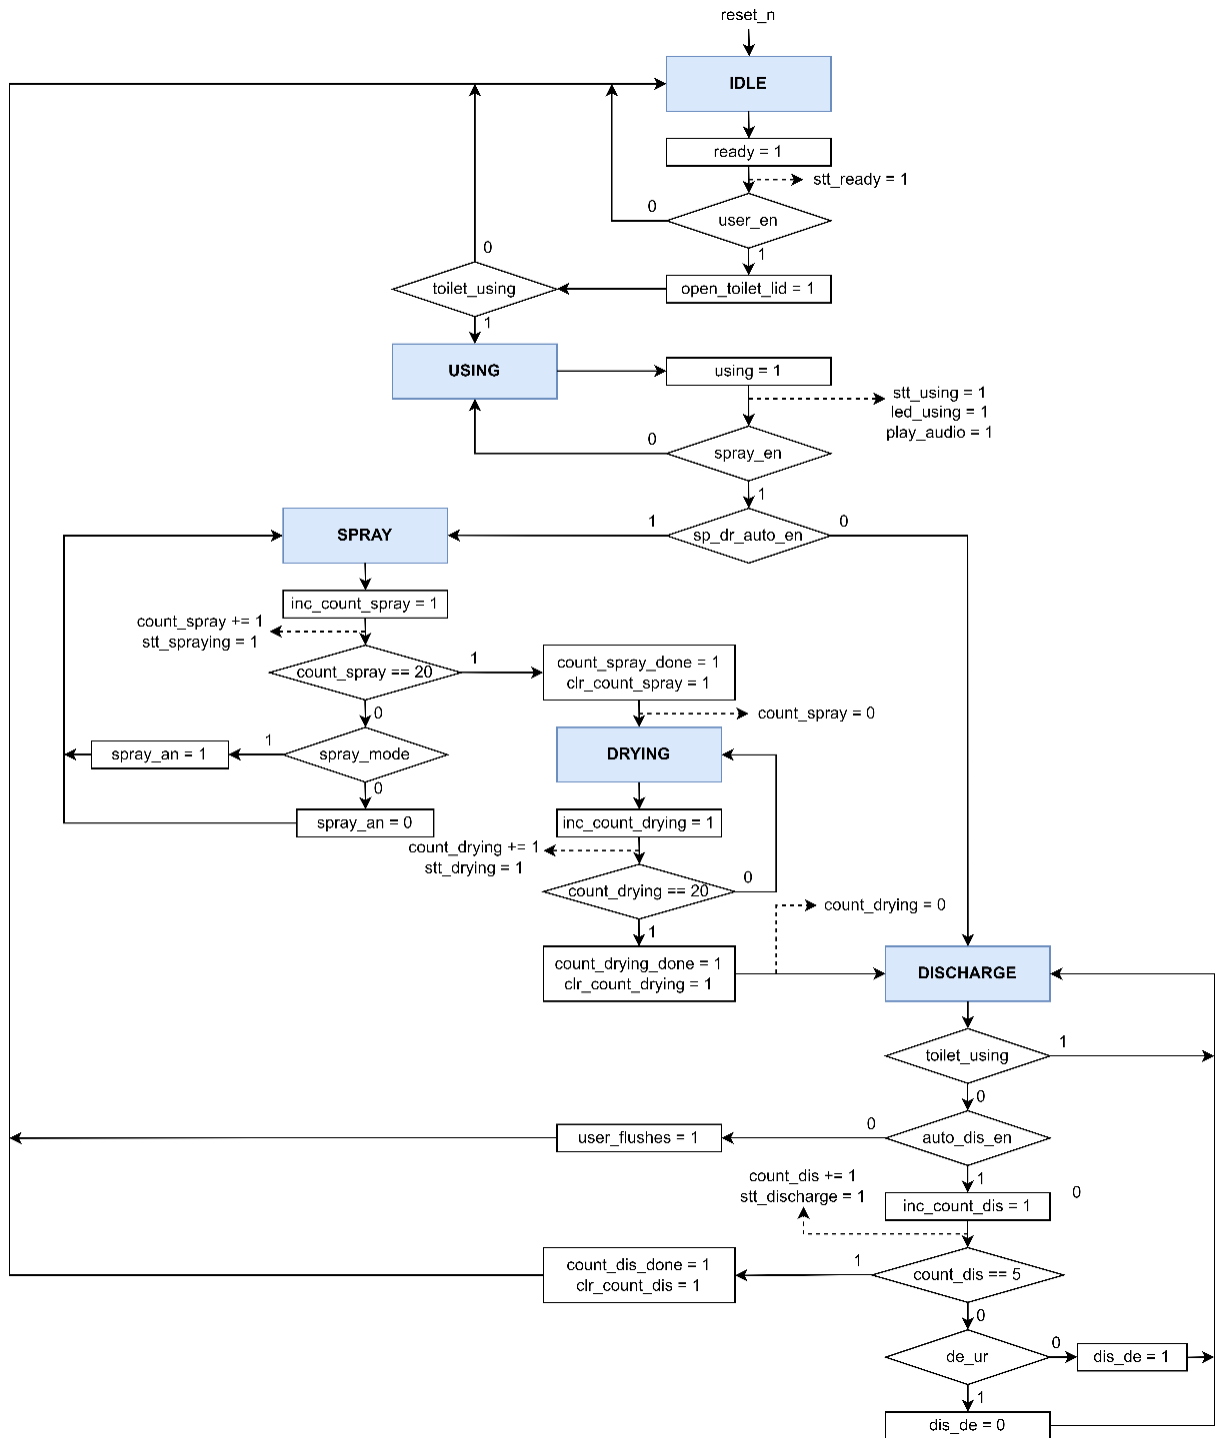 reset_n
IDLE
ready = 1
stt_ready = 1
0
user_en
1
open_toilet_lid = 1
0
toilet_using
1
USING
using = 1
stt_using = 1
led_using = 1
play_audio = 1
0
spray_en
1
1
sp_dr_auto_en
0
SPRAY
inc_count_spray = 1
count_spray += 1
stt_spraying = 1
count_spray == 20
1
count_spray_done = 1
clr_count_spray = 1
0
count_spray = 0
spray_mode
1
spray_an = 1
0
spray_an = 0
DRYING
inc_count_drying = 1
count_drying += 1
stt_drying = 1
count_drying == 20
0
1
count_drying = 0
count_drying_done = 1
clr_count_drying = 1
DISCHARGE
toilet_using
1
0
auto_dis_en
0
user_flushes = 1
1
count_dis += 1
stt_discharge = 1
inc_count_dis = 1
0
count_dis == 5
1
count_dis_done = 1
clr_count_dis = 1
0
de_ur
0
dis_de = 1
1
dis_de = 0